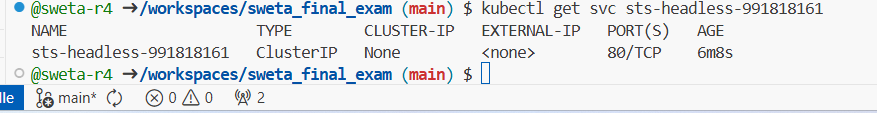 @sweta-r4 ➜/workspaces/sweta_final_exam (main) $ kubectl get svc sts-headless-991818161
NAME TYPE CLUSTER-IP EXTERNAL-IP PORT(S) AGE
sts-headless-991818161 ClusterIP None <none> 80/TCP 6m8s
@sweta-r4 ➜/workspaces/sweta_final_exam (main) $
lle main* 0 0 2